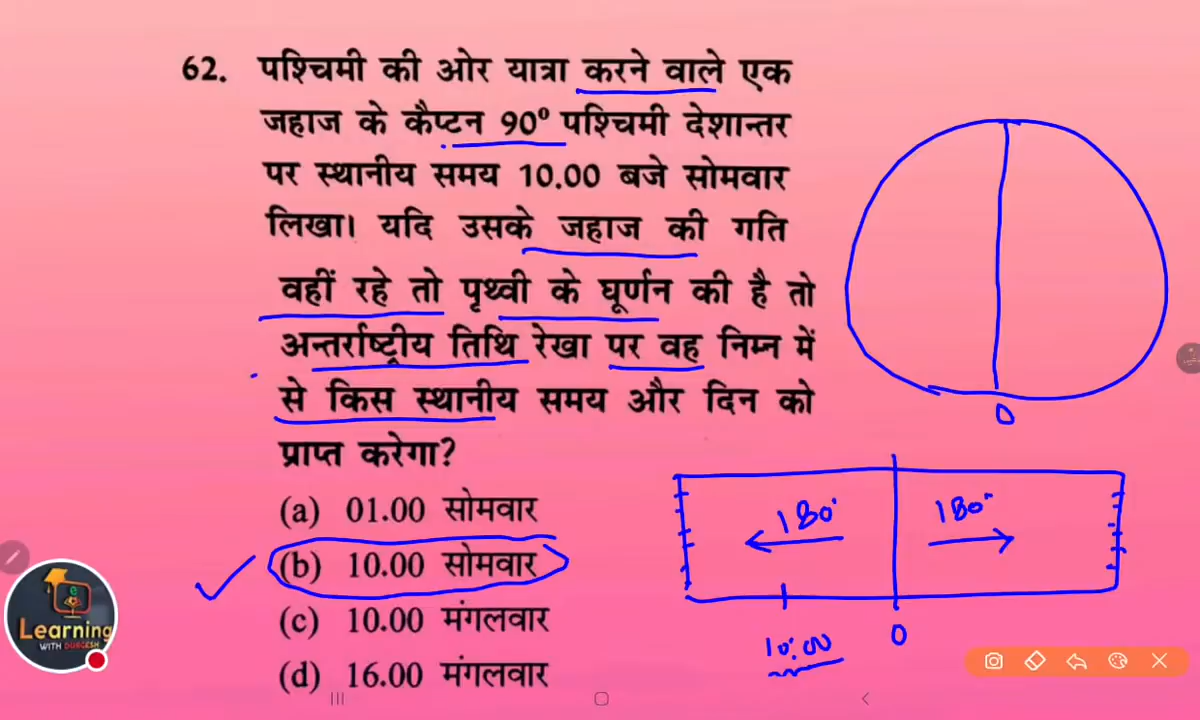 62. पश्चिमी की ओर यात्रा करने वाले एक
जहाज के कैप्टन 90⁰ पश्चिमी देशान्तर
पर स्थानीय समय 10.00 बजे सोमवार
लिखा। यदि उसके जहाज की गति
वहीं रहे तो पृथ्वी के घूर्णन की है तो
अन्तर्राष्ट्रीय तिथि रेखा पर वह निम्न में
से किस स्थानीय समय और दिन को
प्राप्त करेगा?
(a) 01.00 सोमवार
(b) 10.00 सोमवार
(c) 10.00 मंगलवार
(d) 16.00 मंगलवार
0
180°
180°
10:00
0
e
Learning
WITH DURGESH